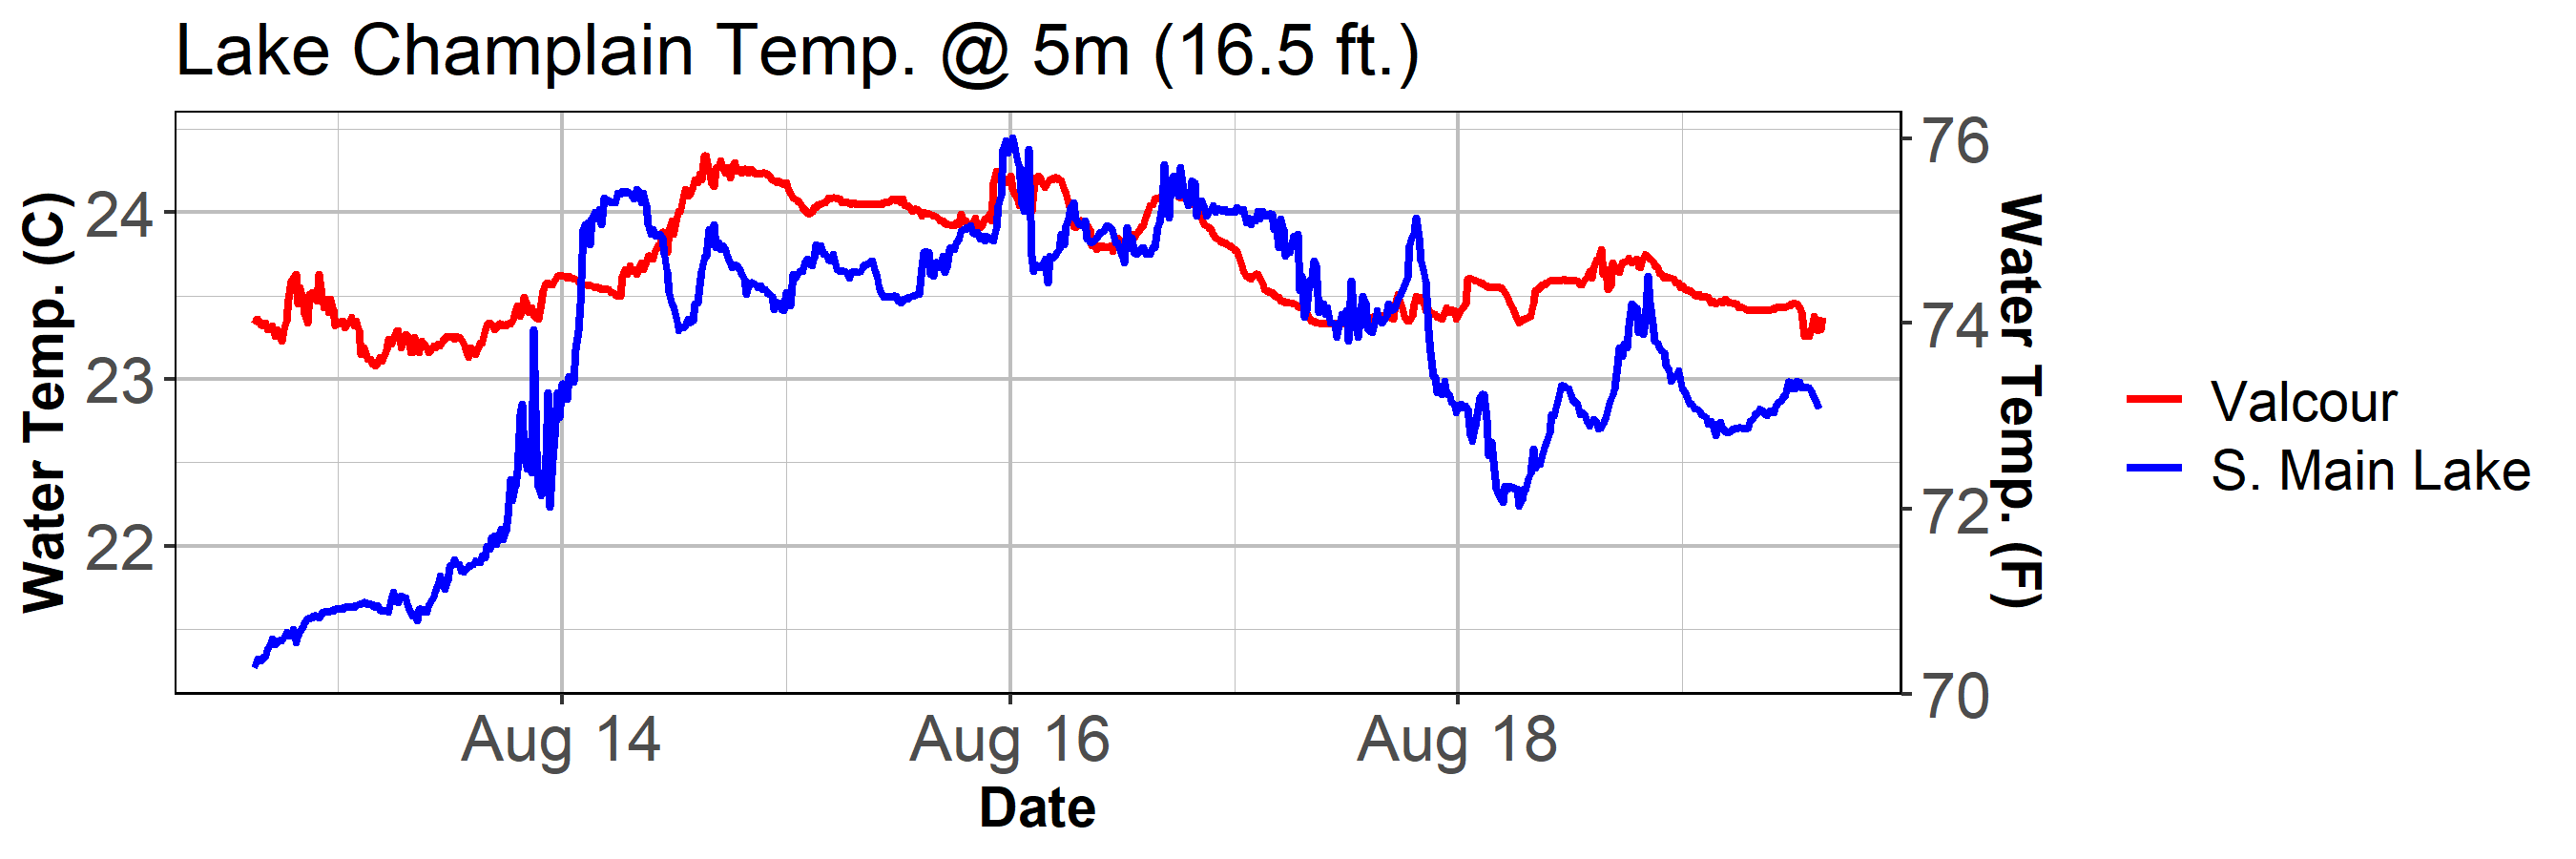 Lake Champlain Temp. @ 5m (16.5 ft.)
Water Temp. (C)
24
23
22
76
74
72
70
Water Temp. (F)
Aug 14
Aug 16
Aug 18
Date
Valcour
S. Main Lake